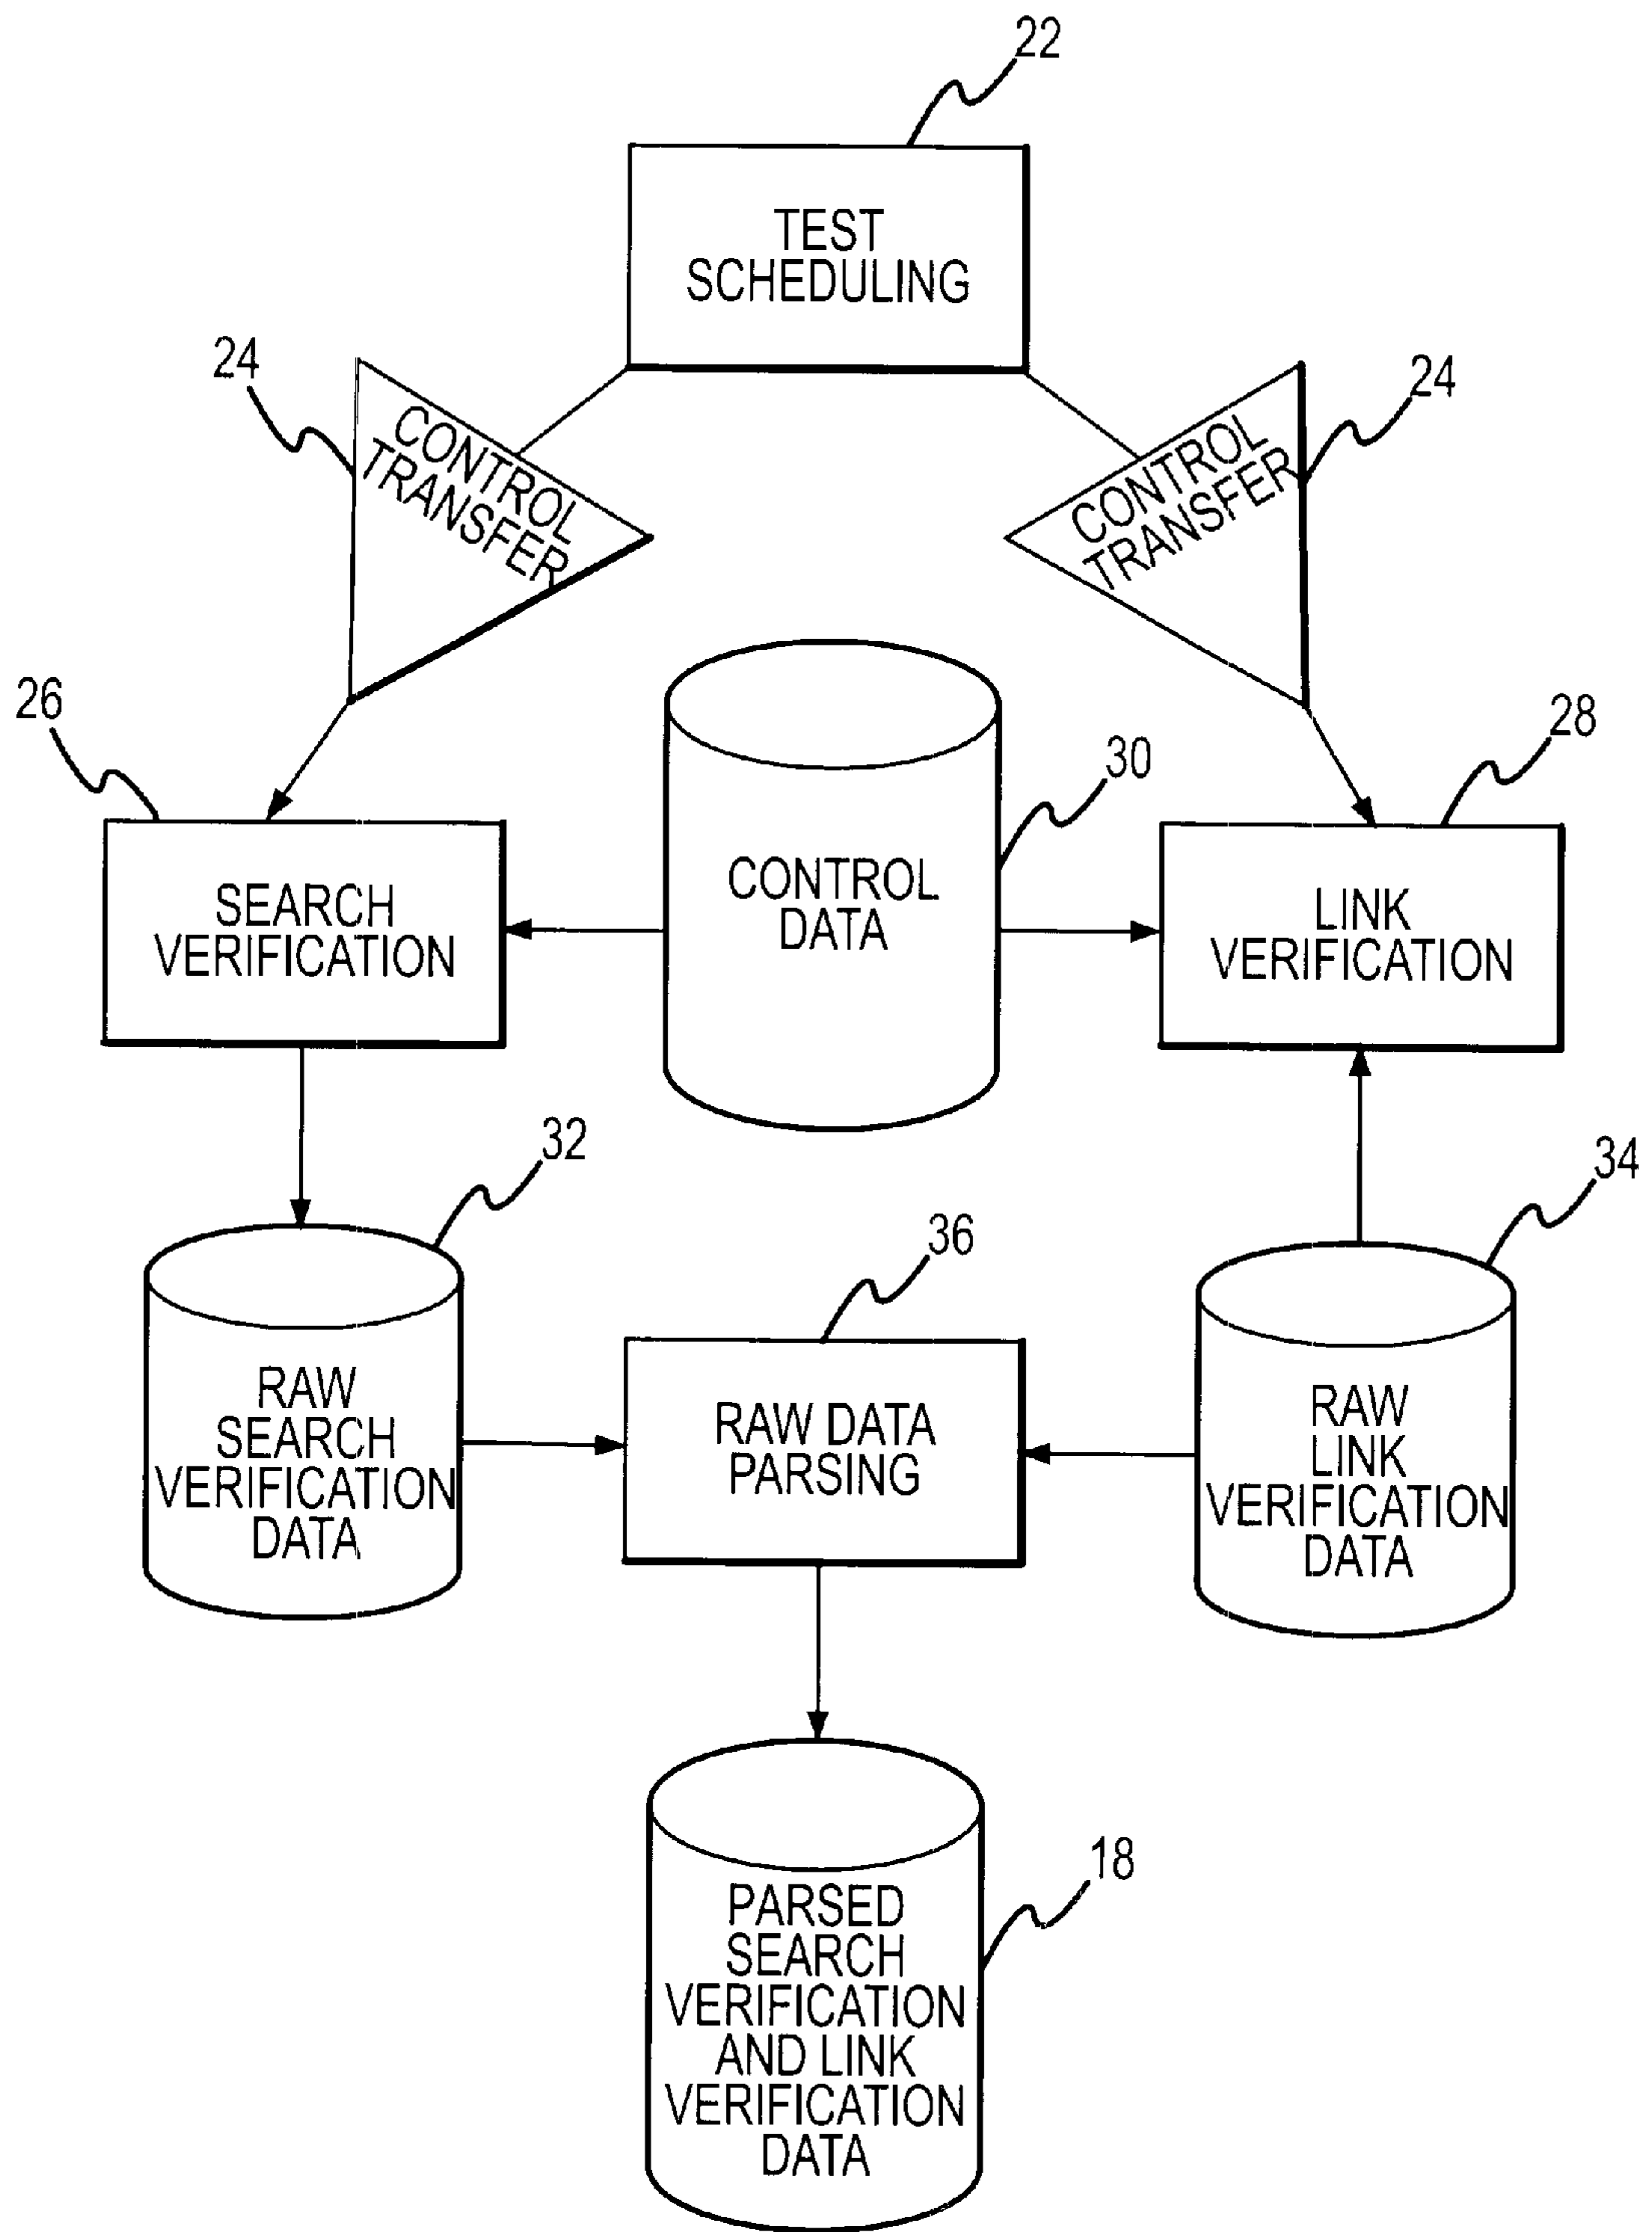 22
TEST
SCHEDULING
24
CONTROL
TRANSFER
24
CONTROL
TRANSFER
26
SEARCH
VERIFICATION
30
CONTROL
DATA
28
LINK
VERIFICATION
32
RAW
SEARCH
VERIFICATION
DATA
36
RAW DATA
PARSING
34
RAW
LINK
VERIFICATION
DATA
18
PARSED
SEARCH
VERIFICATION
AND LINK
VERIFICATION
DATA